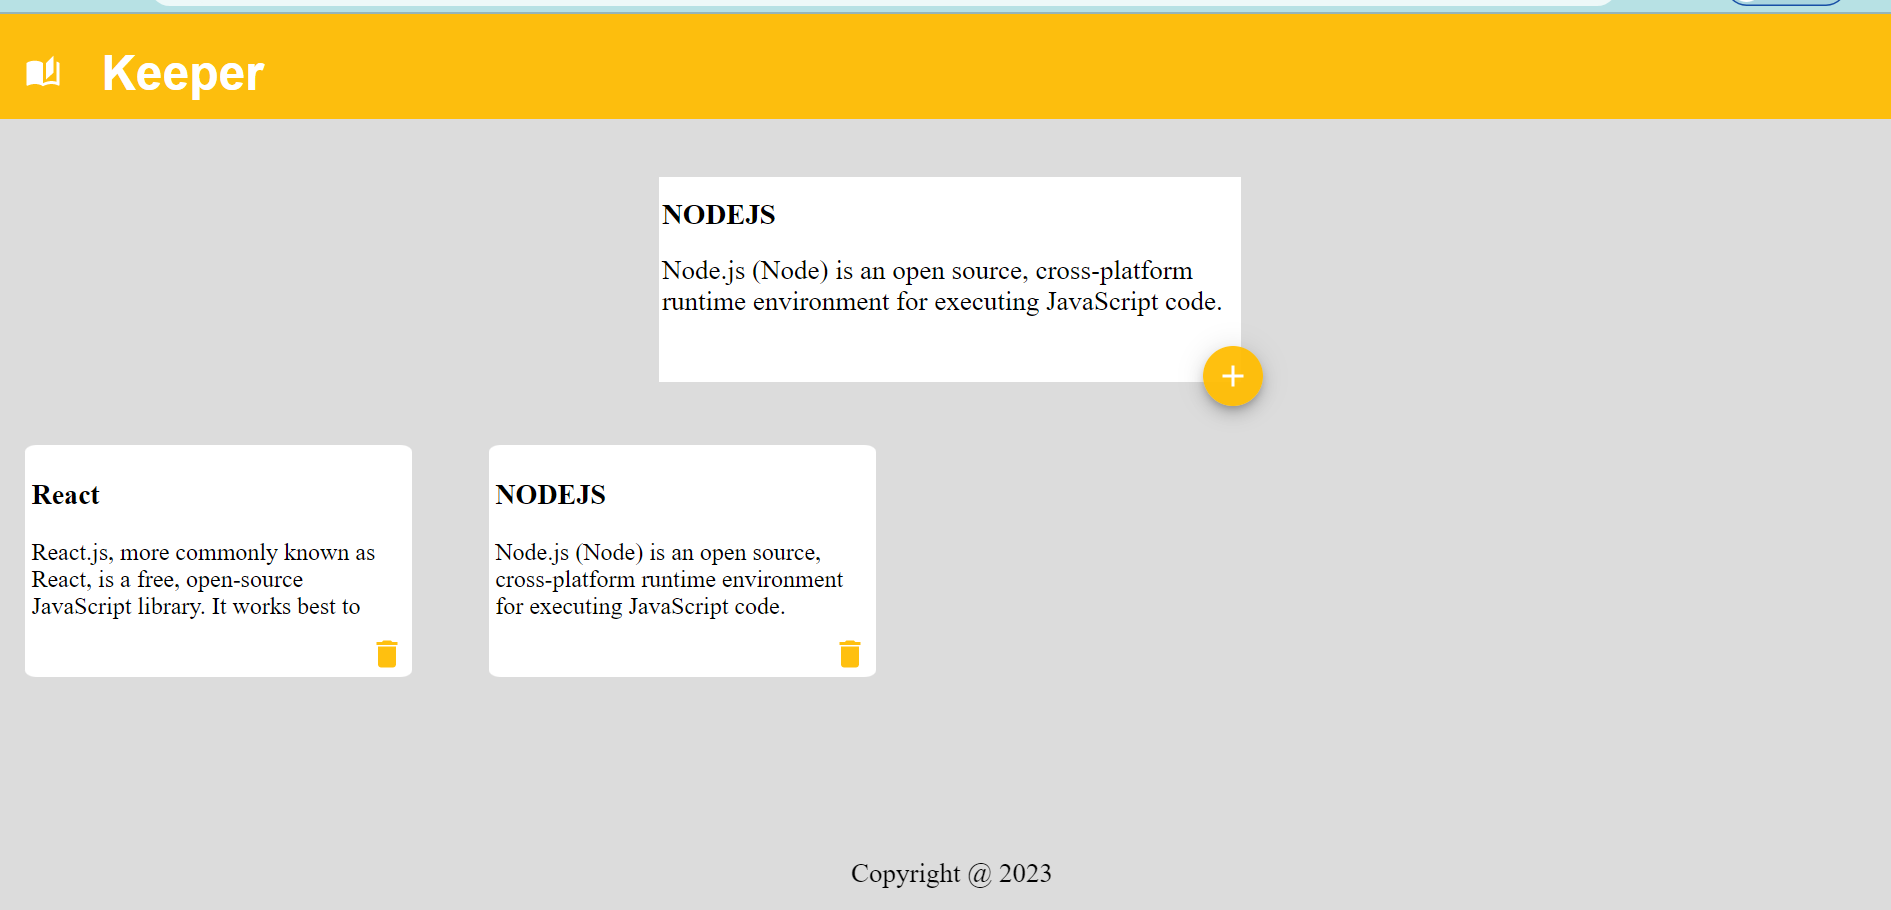 Keeper
NODEJS
Node.js (Node) is an open source, cross-platform
runtime environment for executing JavaScript code.
React
React.js, more commonly known as
React, is a free, open-source
JavaScript library. It works best to
NODEJS
Node.js (Node) is an open source,
cross-platform runtime environment
for executing JavaScript code.
Copyright @ 2023